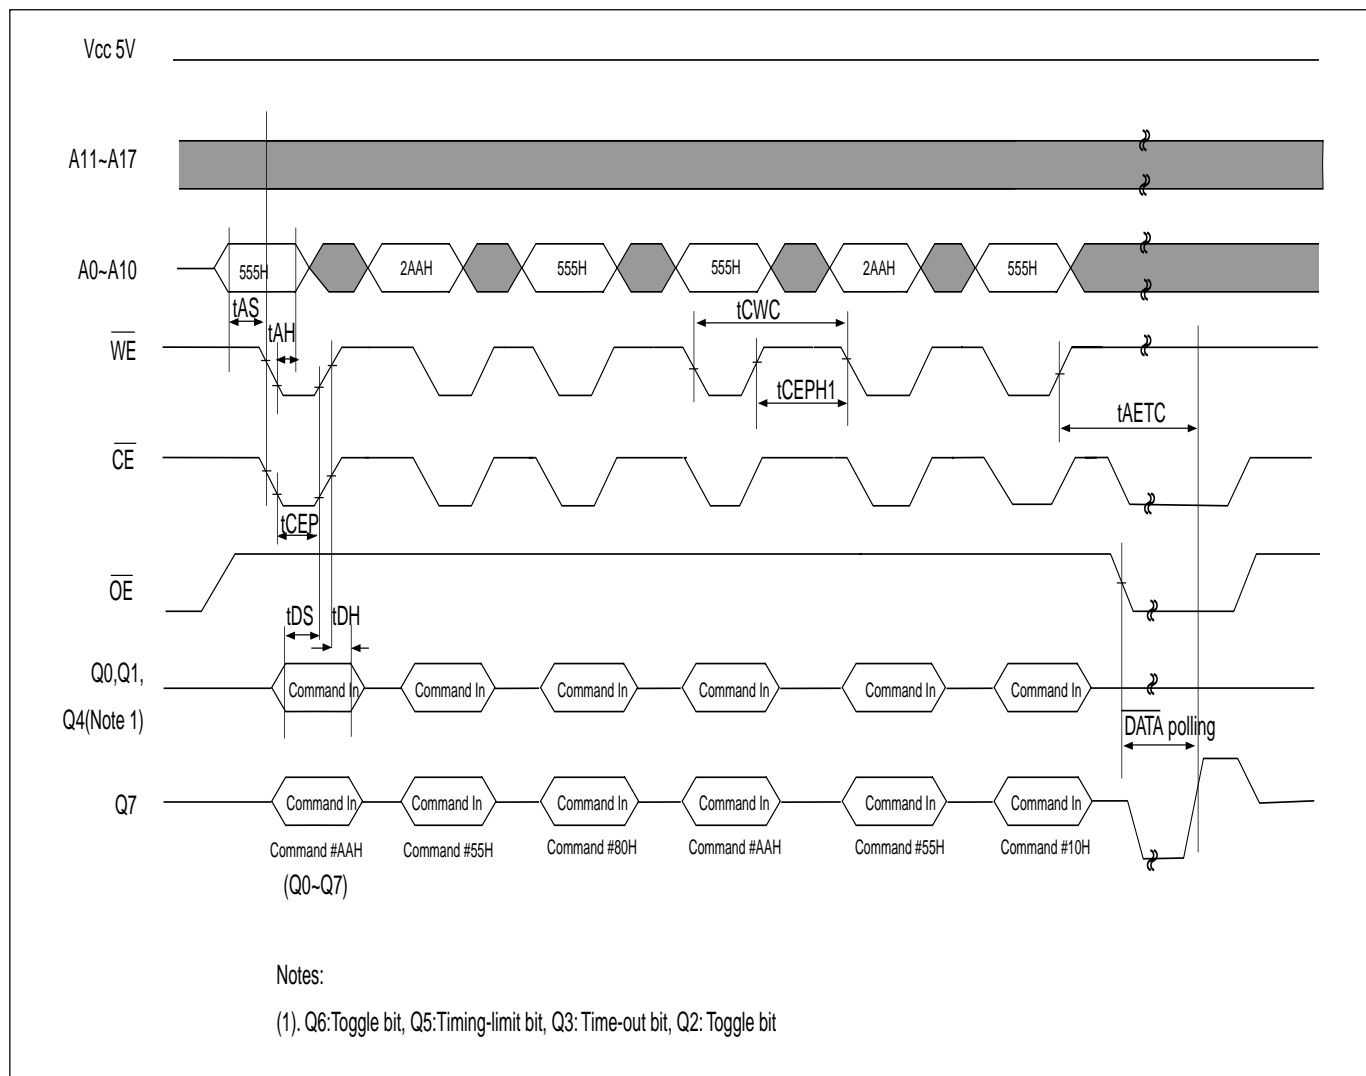 Vcc 5V
A11~A17
A0~A10
555H 2AAH 555H 555H 2AAH 555H
tAS
tAH
tCWC
WE
tCEPH1
tAETC
CE
tCEP
OE
tDS tDH
Q0,Q1,
Q4(Note 1)
Command In Command In Command In Command In Command In Command In
DATA polling
Q7
Command In Command In Command In Command In Command In Command In
Command #AAH Command #55H Command #80H Command #AAH Command #55H Command #10H
(Q0~Q7)
Notes:
(1). Q6:Toggle bit, Q5:Timing-limit bit, Q3: Time-out bit, Q2: Toggle bit